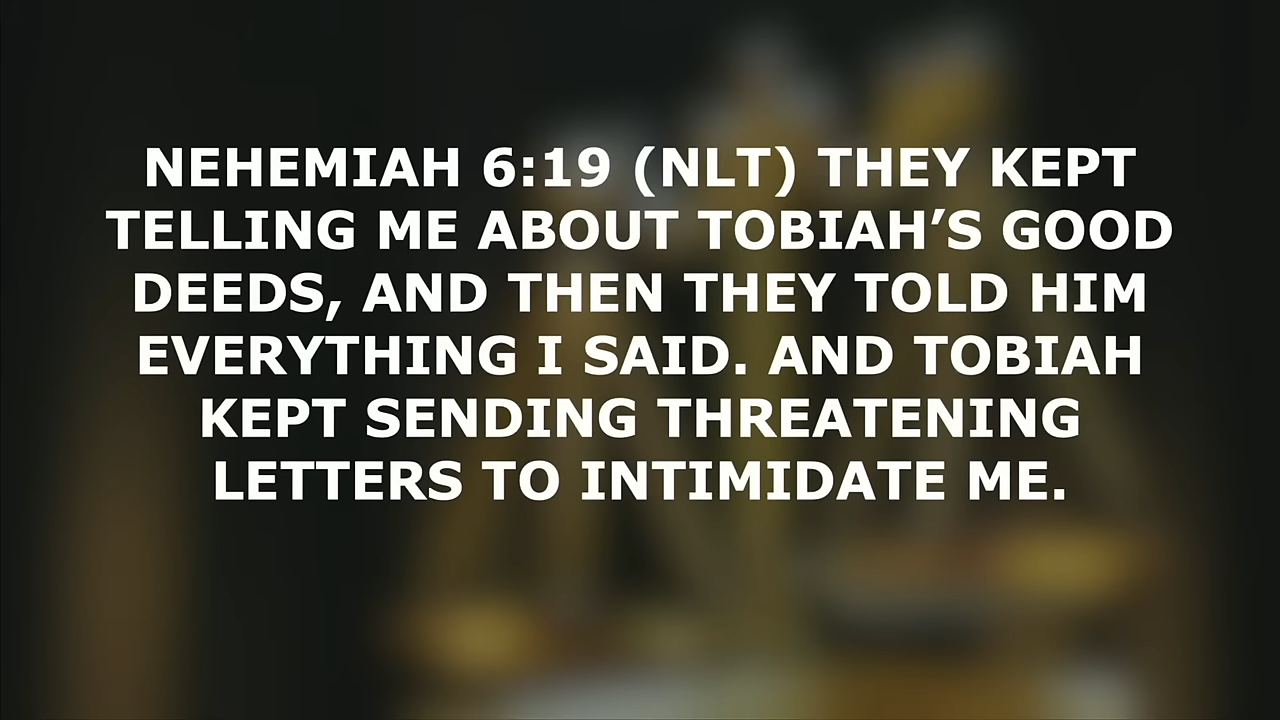 NEHEMIAH 6:19 (NLT) THEY KEPT
TELLING ME ABOUT TOBIAH’S GOOD
DEEDS, AND THEN THEY TOLD HIM
EVERYTHING I SAID. AND TOBIAH
KEPT SENDING THREATENING
LETTERS TO INTIMIDATE ME.